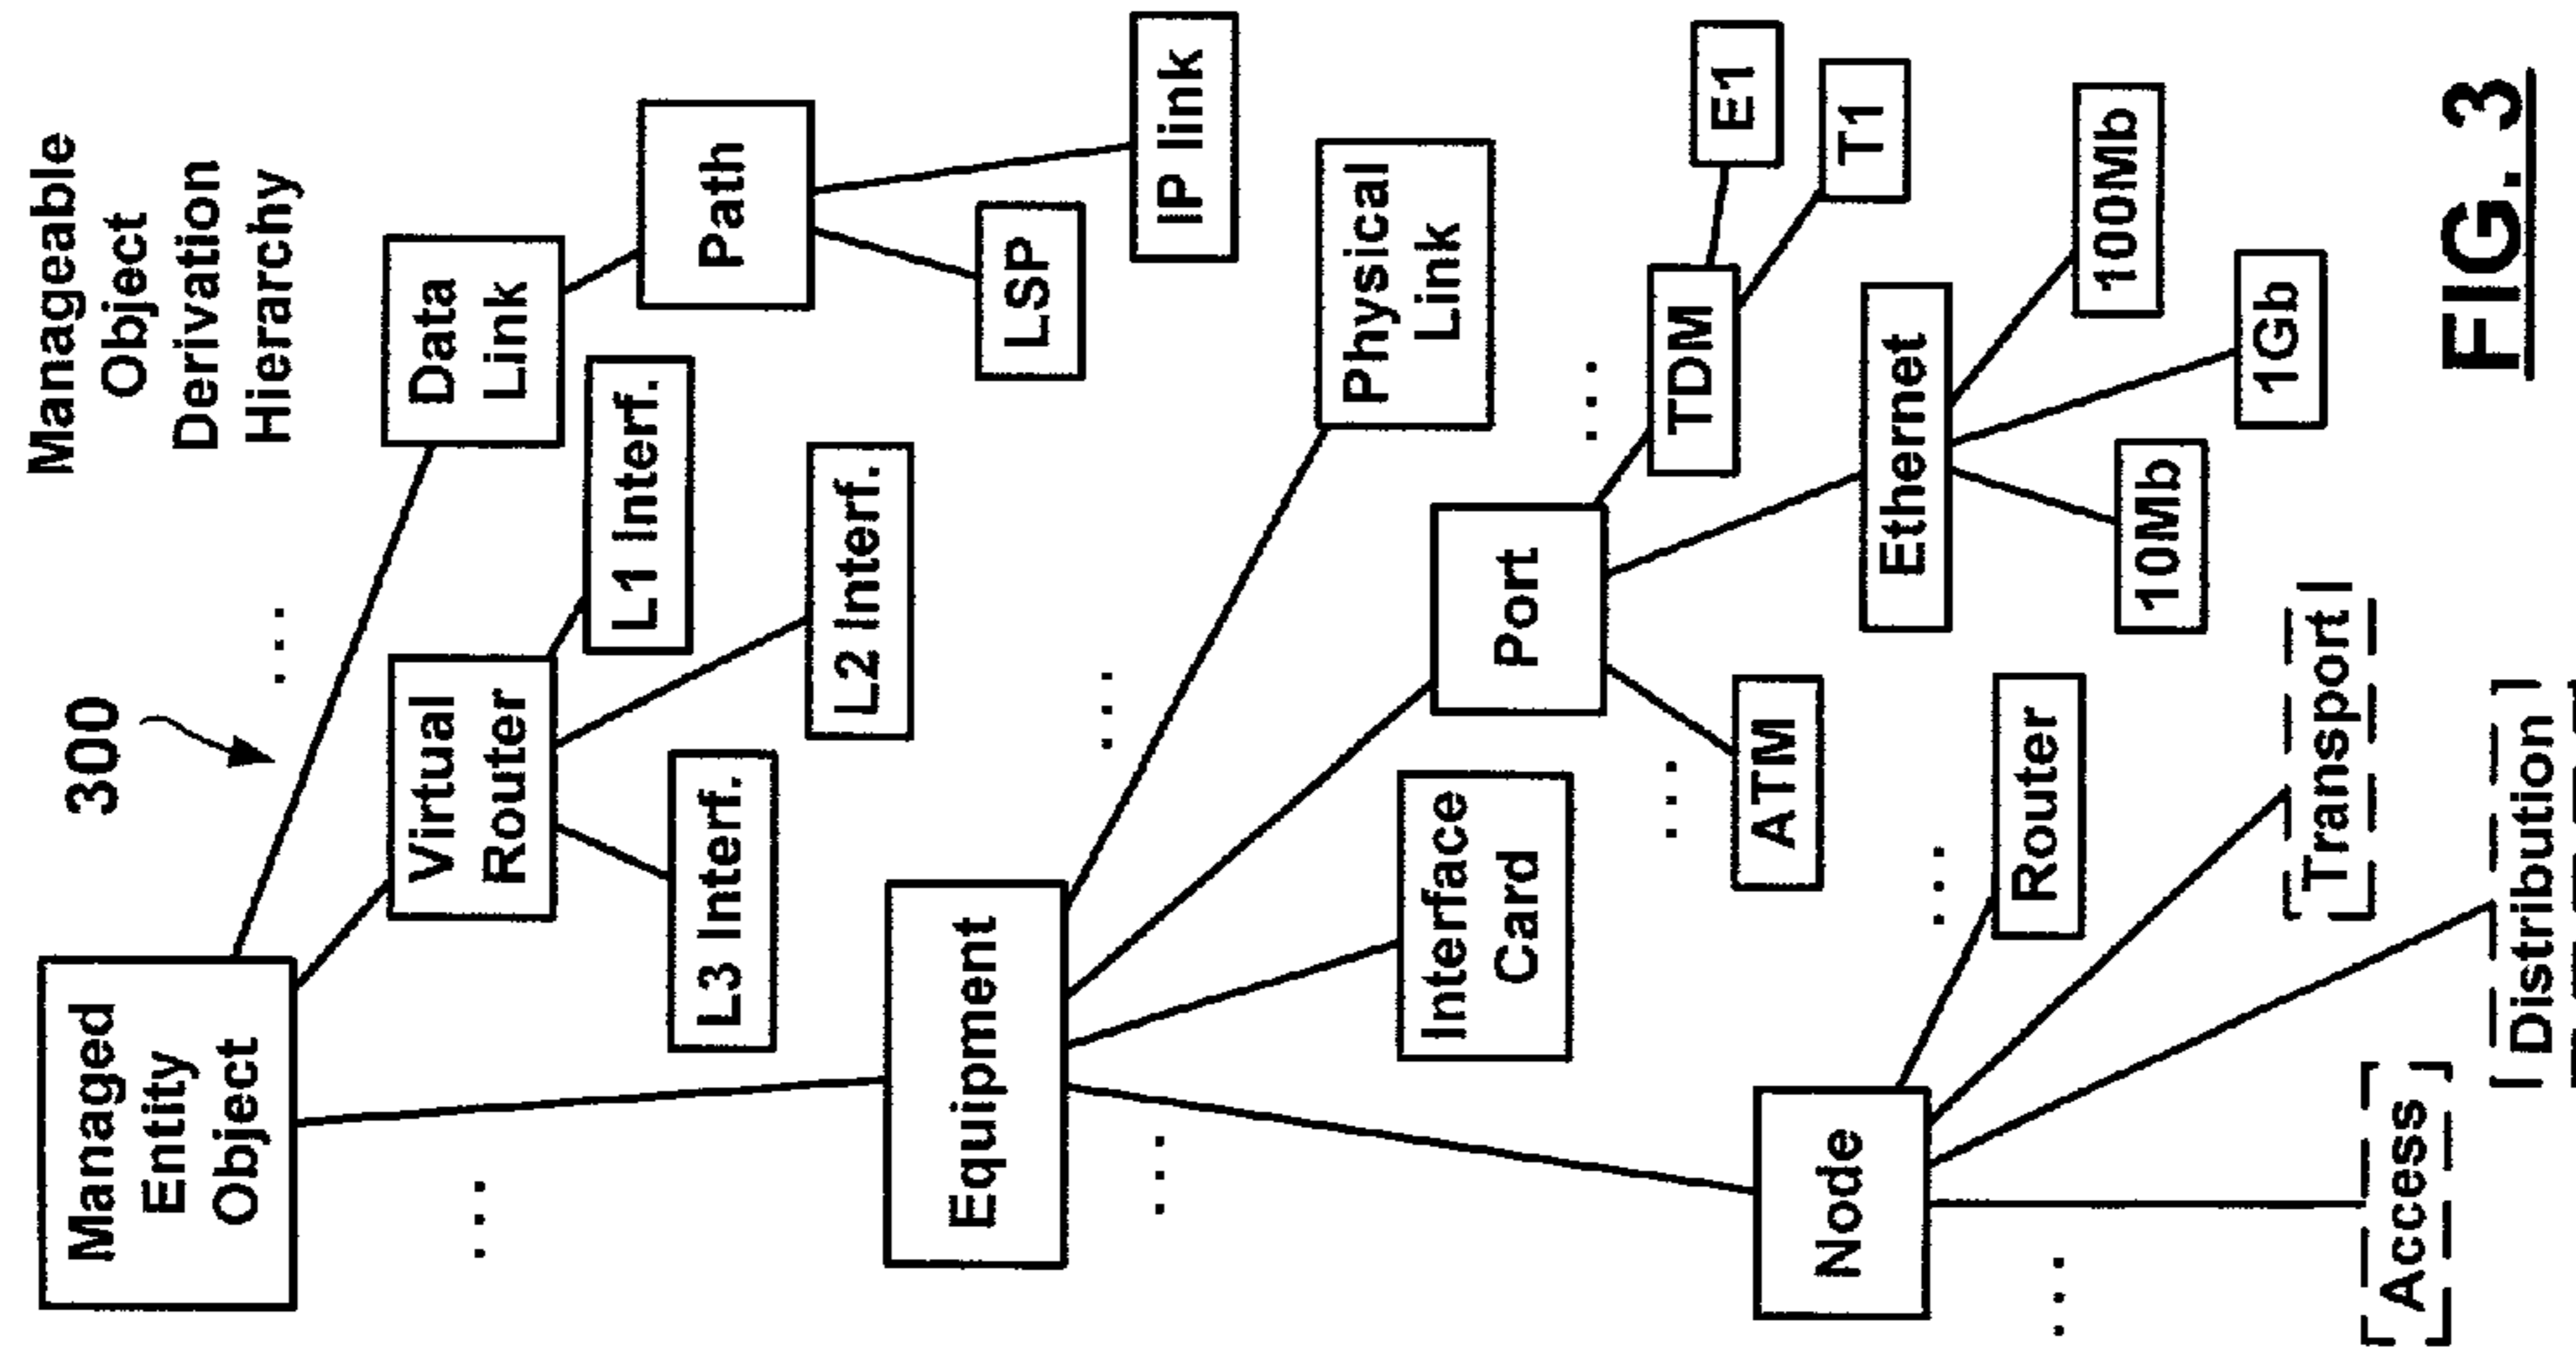 Manageable
Object
Derivation
Hierarchy
300
Managed
Entity
Object
. . .
. . .
Virtual
Router
Data
Link
L3 Interf.
L2 Interf.
L1 Interf.
Path
LSP
IP link
Equipment
. . .
. . .
Interface
Card
Port
Physical
Link
. . .
. . .
ATM
Ethernet
TDM
E1
T1
10Mb
1Gb
100Mb
Node
. . .
. . .
Router
Access
Distribution
Transport
FIG. 3